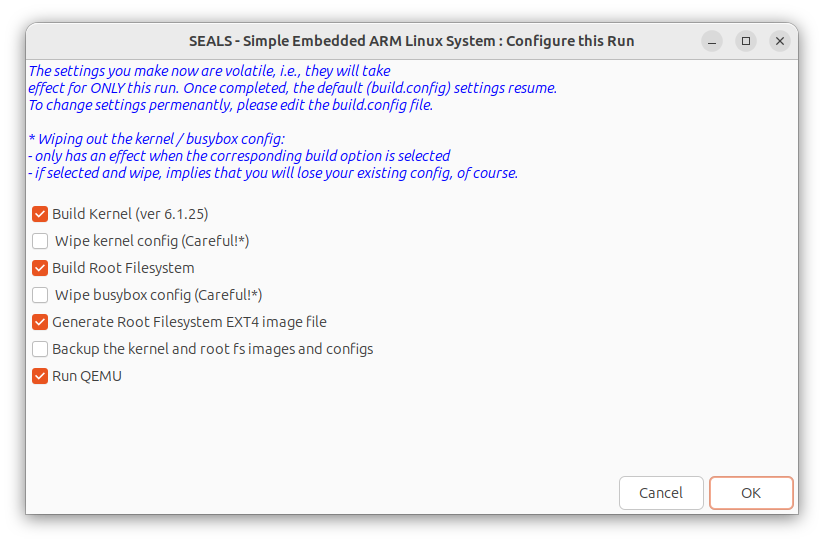 SEALS - Simple Embedded ARM Linux System : Configure this Run
The settings you make now are volatile, i.e., they will take
effect for ONLY this run. Once completed, the default (build.config) settings resume.
To change settings permenantly, please edit the build.config file.
* Wiping out the kernel / busybox config:
- only has an effect when the corresponding build option is selected
- if selected and wipe, implies that you will lose your existing config, of course.
Build Kernel (ver 6.1.25)
Wipe kernel config (Careful!*)
Build Root Filesystem
Wipe busybox config (Careful!*)
Generate Root Filesystem EXT4 image file
Backup the kernel and root fs images and configs
Run QEMU
Cancel
OK